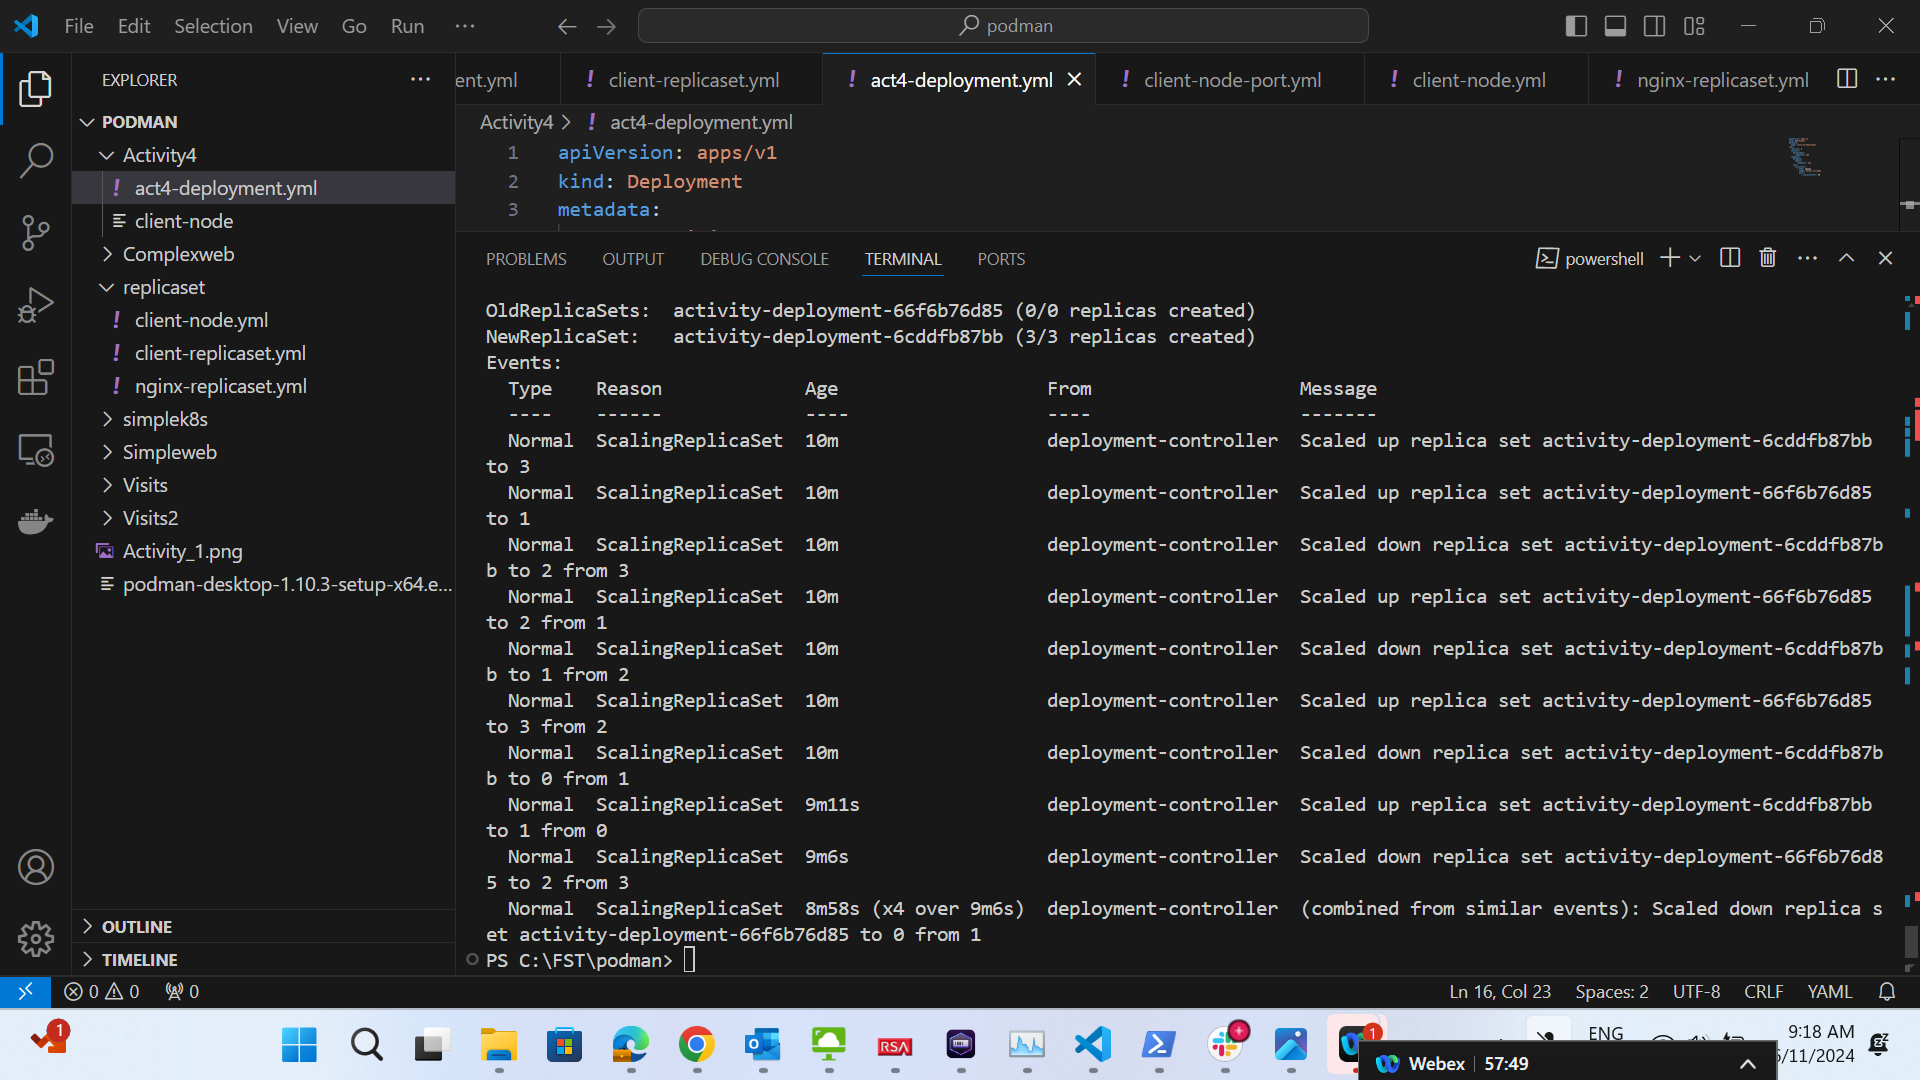 File Edit Selection View Go Run ···
podman
EXPLORER
PODMAN
Activity4
act4-deployment.yml
client-node
Complexweb
replicaset
client-node.yml
client-replicaset.yml
nginx-replicaset.yml
simplek8s
Simpleweb
Visits
Visits2
Activity_1.png
podman-desktop-1.10.3-setup-x64.e...
OUTLINE
TIMELINE
ent.yml ! client-replicaset.yml ! act4-deployment.yml ! client-node-port.yml ! client-node.yml ! nginx-replicaset.yml
Activity4 > ! act4-deployment.yml
1 apiVersion: apps/v1
2 kind: Deployment
3 metadata:
PROBLEMS OUTPUT DEBUG CONSOLE TERMINAL PORTS
powershell
OldReplicaSets:  activity-deployment-66f6b76d85 (0/0 replicas created)
NewReplicaSet:   activity-deployment-6cddfb87bb (3/3 replicas created)
Events:
  Type    Reason             Age                   From                   Message
  ----    ------             ----                  ----                   -------
  Normal  ScalingReplicaSet  10m                   deployment-controller  Scaled up replica set activity-deployment-6cddfb87bb
to 3
  Normal  ScalingReplicaSet  10m                   deployment-controller  Scaled up replica set activity-deployment-66f6b76d85
to 1
  Normal  ScalingReplicaSet  10m                   deployment-controller  Scaled down replica set activity-deployment-6cddfb87b
b to 2 from 3
  Normal  ScalingReplicaSet  10m                   deployment-controller  Scaled up replica set activity-deployment-66f6b76d85
to 2 from 1
  Normal  ScalingReplicaSet  10m                   deployment-controller  Scaled down replica set activity-deployment-6cddfb87b
b to 1 from 2
  Normal  ScalingReplicaSet  10m                   deployment-controller  Scaled up replica set activity-deployment-66f6b76d85
to 3 from 2
  Normal  ScalingReplicaSet  10m                   deployment-controller  Scaled down replica set activity-deployment-6cddfb87b
b to 0 from 1
  Normal  ScalingReplicaSet  9m11s                 deployment-controller  Scaled up replica set activity-deployment-6cddfb87bb
to 1 from 0
  Normal  ScalingReplicaSet  9m6s                  deployment-controller  Scaled down replica set activity-deployment-66f6b76d8
5 to 2 from 3
  Normal  ScalingReplicaSet  8m58s (x4 over 9m6s)  deployment-controller  (combined from similar events): Scaled down replica s
et activity-deployment-66f6b76d85 to 0 from 1
PS C:\FST\podman>
0 0 0
Ln 16, Col 23 Spaces: 2 UTF-8 CRLF YAML
1
RSA
1
ENG
9:18 AM
/11/2024
Webex 57:49